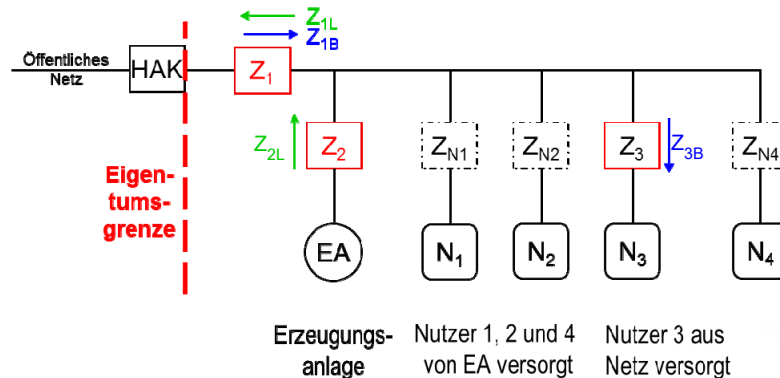 Z1L
Z1B
Öffentliches
Netz
HAK
Z1
Z2L
Z2
ZN1
ZN2
Z3
Z3B
ZN4
Eigen-
tums-
grenze
EA
N1
N2
N3
N4
Erzeugungs-
anlage
Nutzer 1, 2 und 4
von EA versorgt
Nutzer 3 aus
Netz versorgt